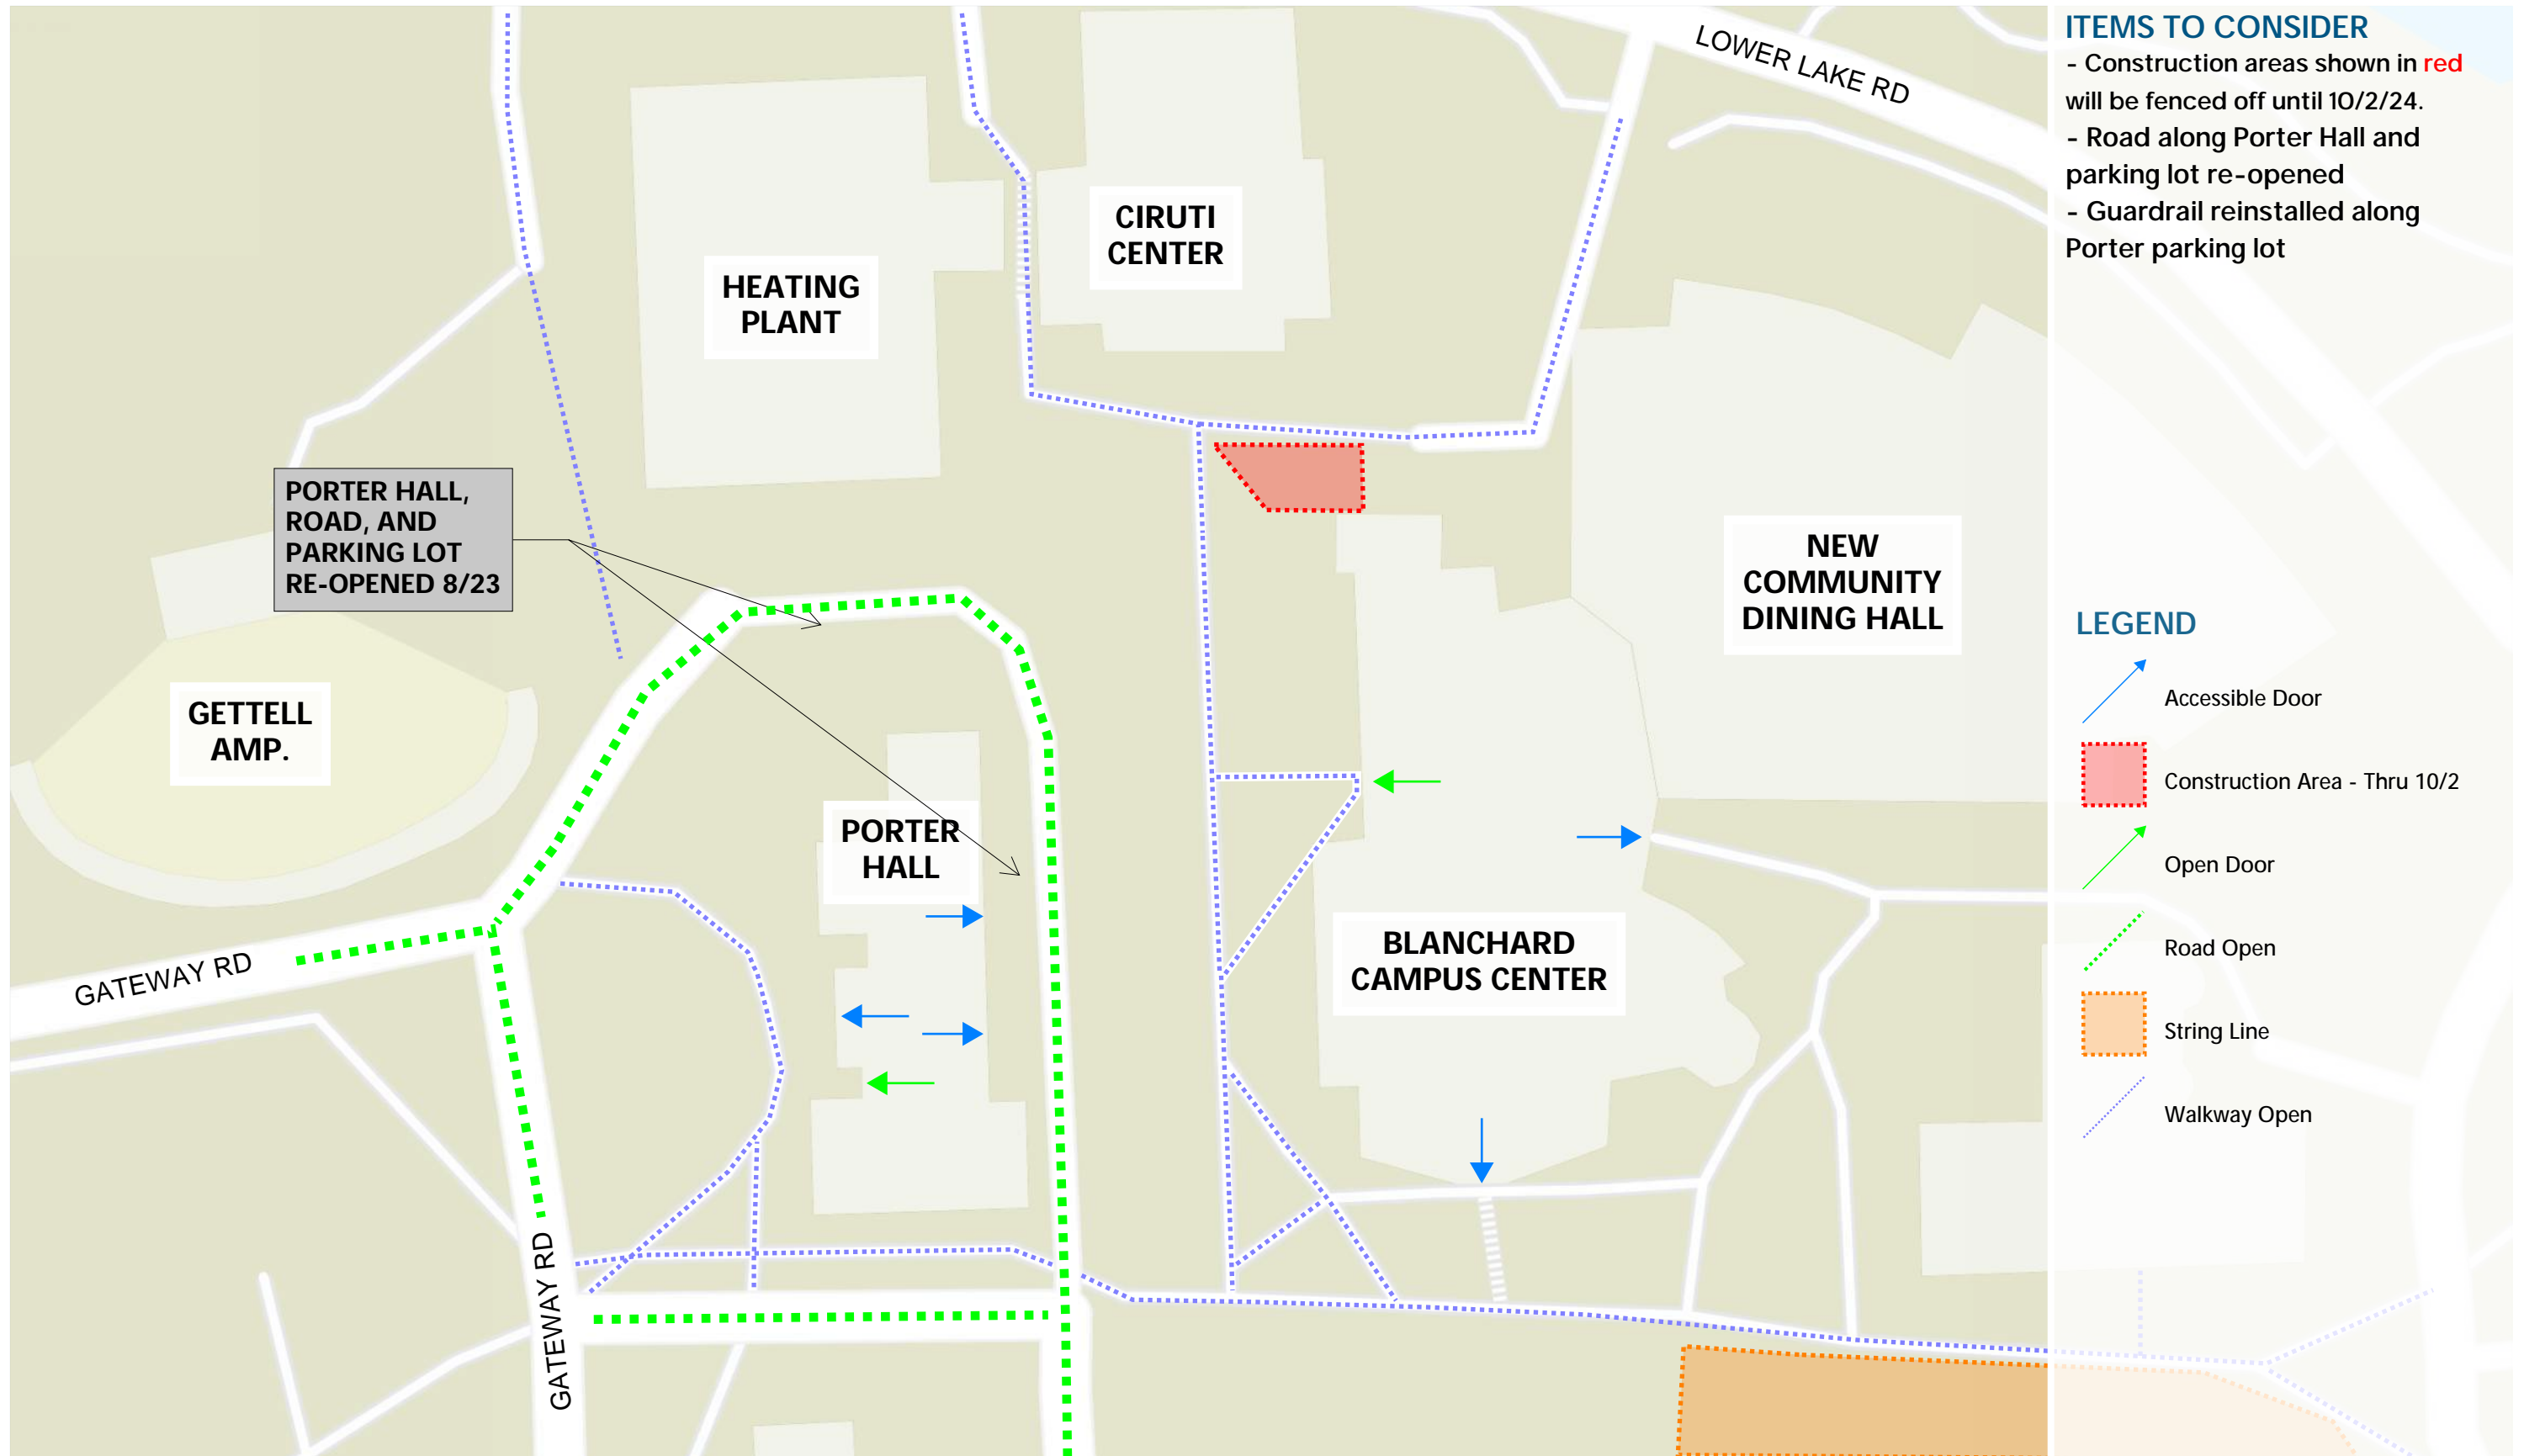 LOWER LAKE RD
CIRUTI
CENTER
HEATING
PLANT
PORTER HALL,
ROAD, AND
PARKING LOT
RE-OPENED 8/23
NEW
COMMUNITY
DINING HALL
GETTELL
AMP.
PORTER
HALL
BLANCHARD
CAMPUS CENTER
GATEWAY RD
GATEWAY RD
ITEMS TO CONSIDER
- Construction areas shown in red
will be fenced off until 10/2/24.
- Road along Porter Hall and
parking lot re-opened
- Guardrail reinstalled along
Porter parking lot
LEGEND
Accessible Door
Construction Area - Thru 10/2
Open Door
Road Open
String Line
Walkway Open